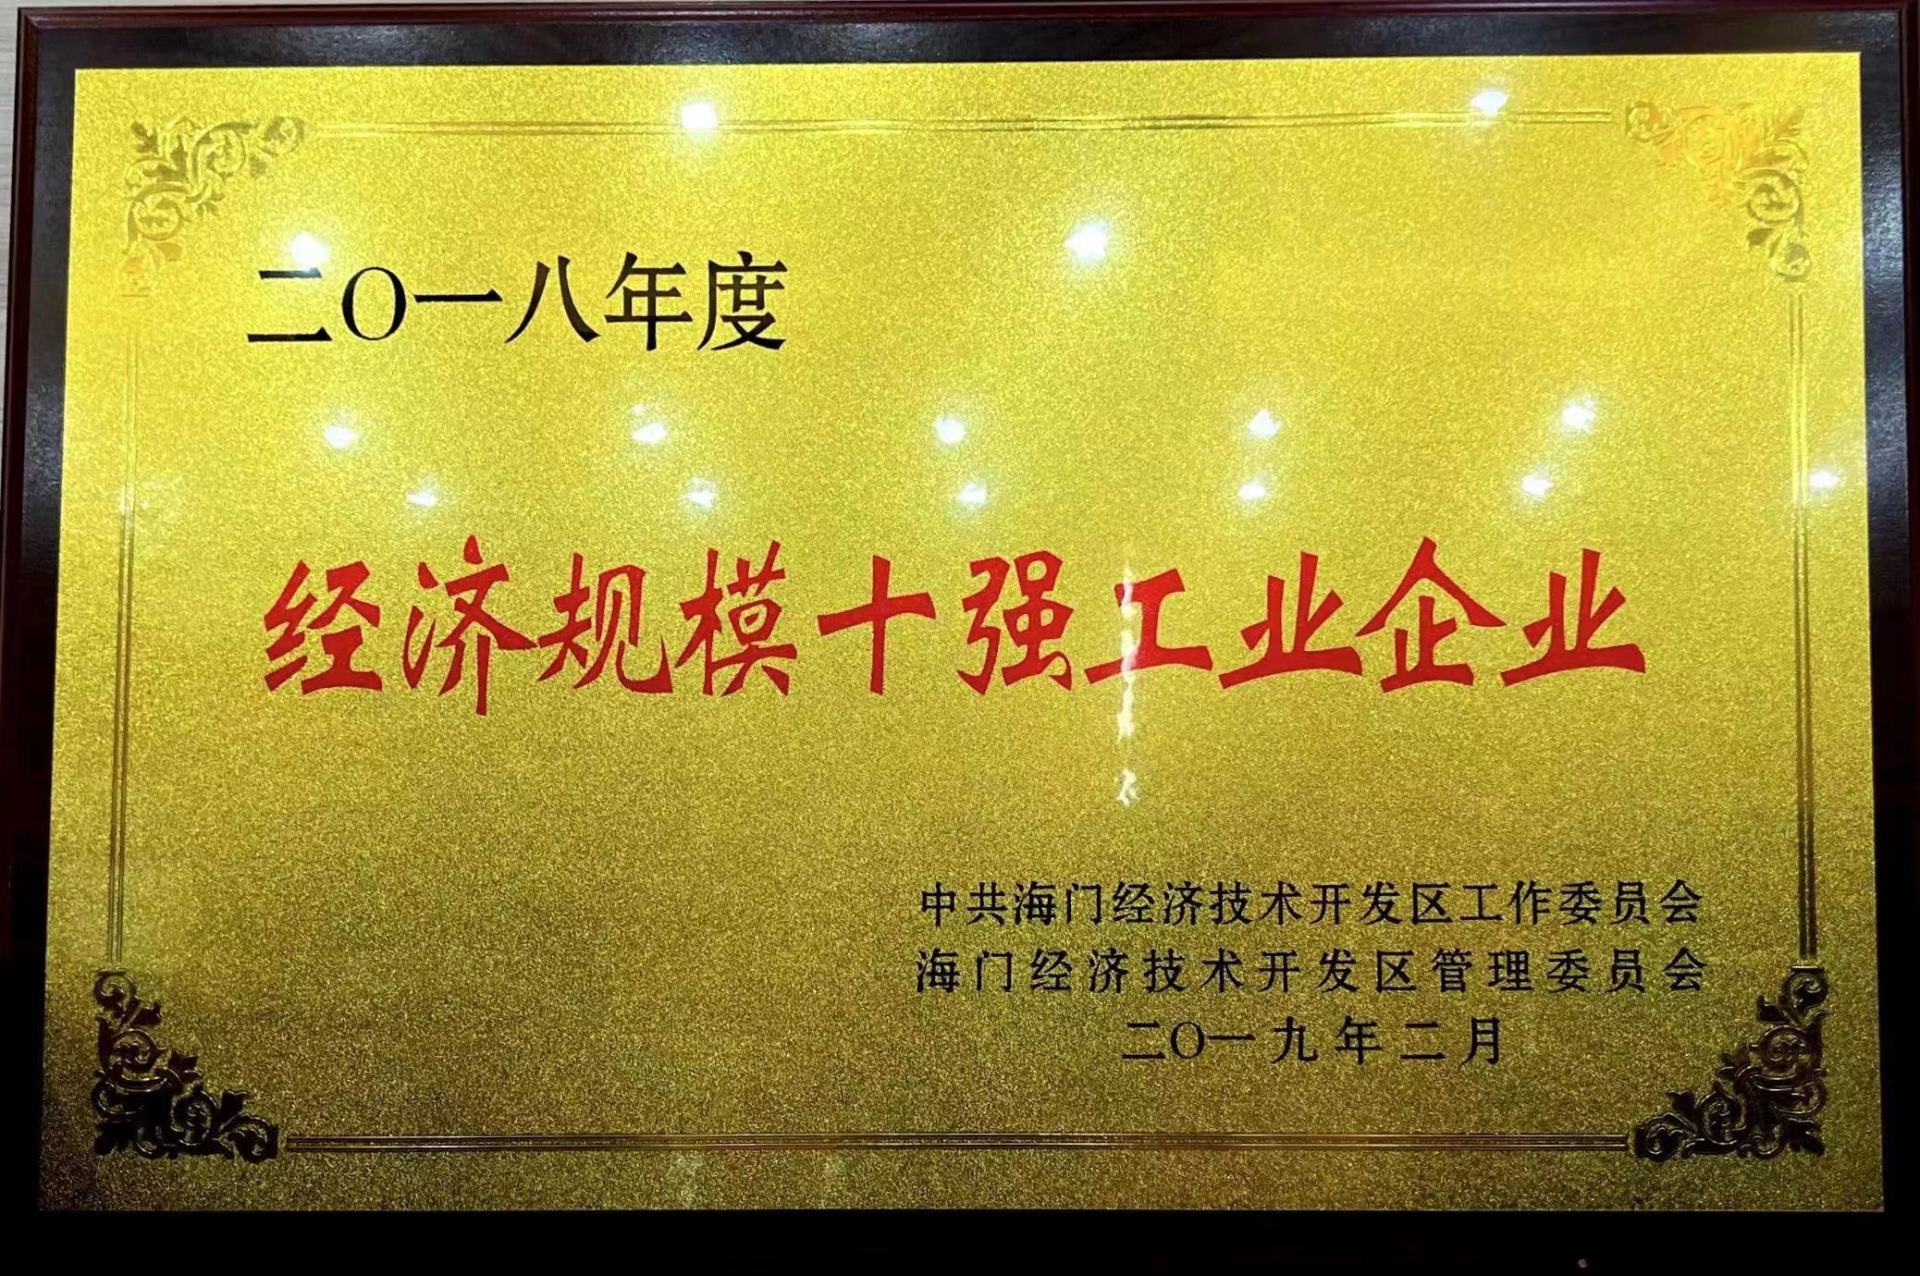 二〇一八年度
经济规模十强工业企业
中共海门经济技术开发区工作委员会
海门经济技术开发区管理委员会
二〇一九年二月